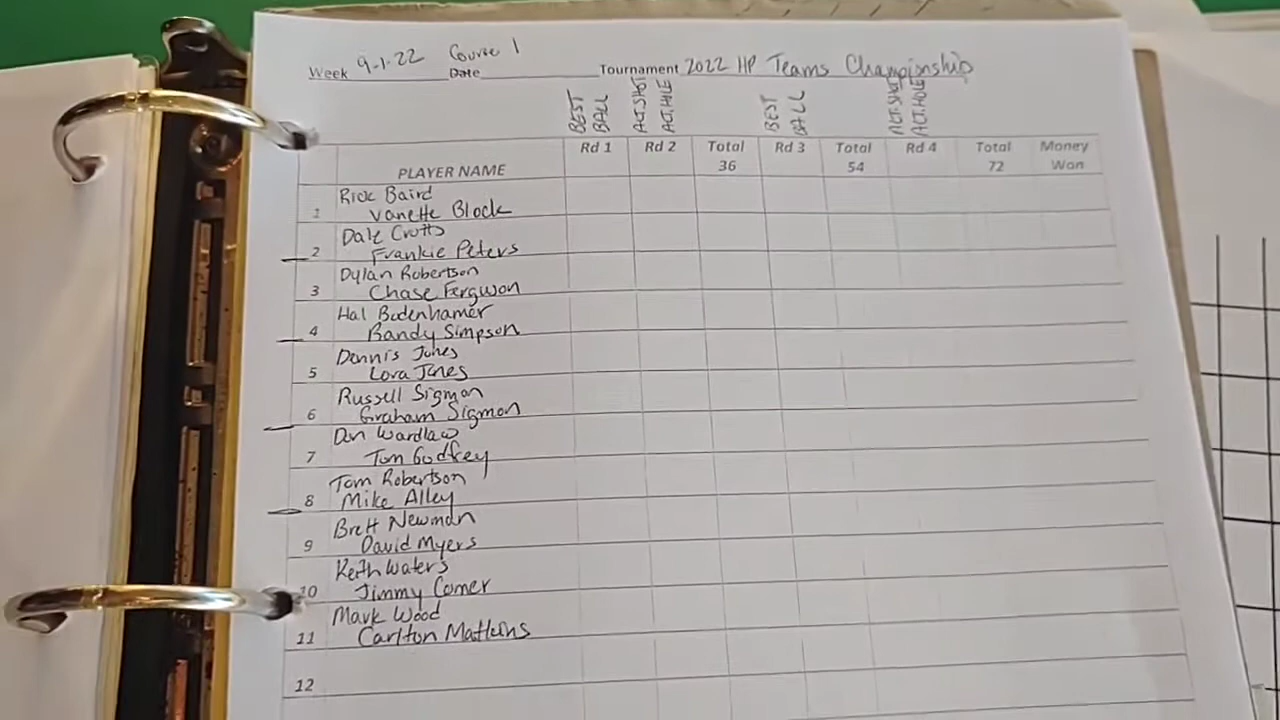 Week 9-1-22 Course 1 Date Tournament 2022 HP Teams Championship
BEST BALL ALT.SHOT ALT.HOLE BEST BALL ALT.SHOT ALT.HOLE
PLAYER NAME Rd 1 Rd 2 Total 36 Rd 3 Total 54 Rd 4 Total 72 Money Won
Rick Baird
1 Vanette Block
Dale Crotts
2 Frankie Peters
Dylan Robertson
3 Chase Ferguson
Hal Bodenhamer
4 Randy Simpson
Dennis Jones
5 Lora Jones
Russell Sigmon
6 Graham Sigmon
Don Wardlaw
7 Tom Godfrey
Tom Robertson
8 Mike Alley
Brett Newman
9 David Myers
Keith Waters
10 Jimmy Comer
Mark Wood
11 Carlton Matkins
12